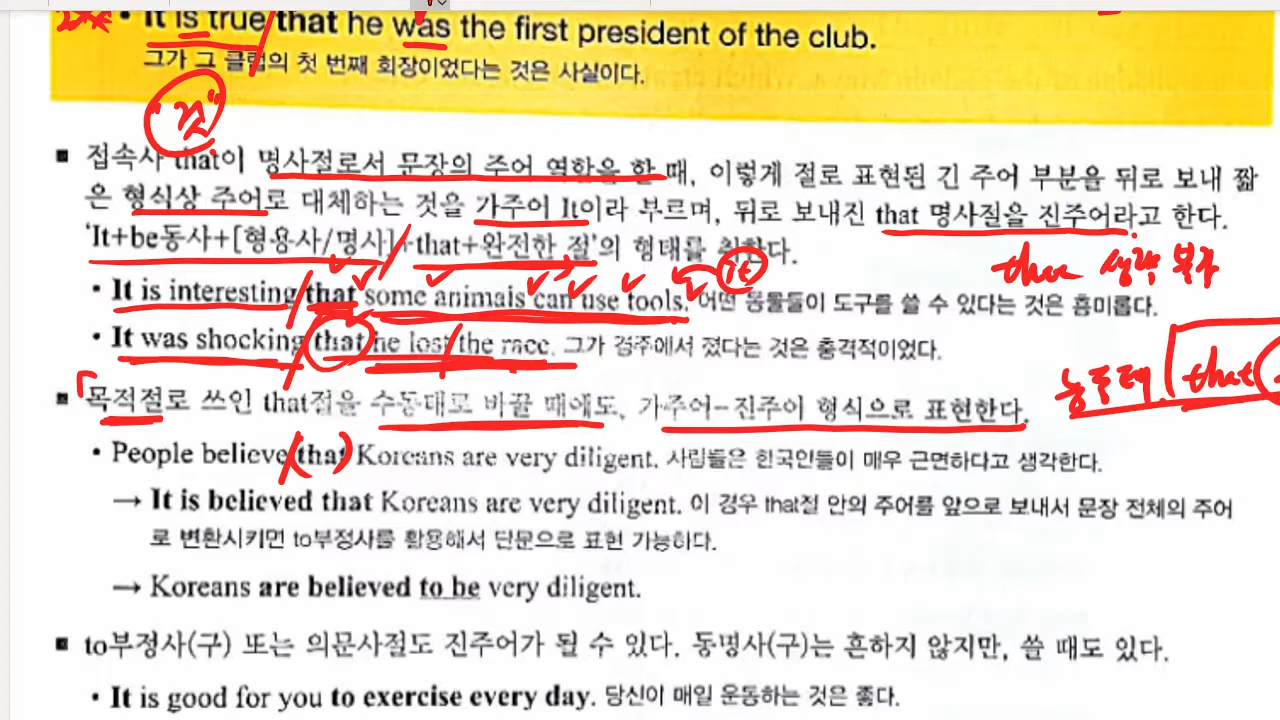 • It is true that he was the first president of the club.
그가 그 클럽의 첫 번째 회장이었다는 것은 사실이다.
"것"
■ 접속사 that이 명사절로서 문장의 주어 역할을 할 때, 이렇게 절로 표현된 긴 주어 부분을 뒤로 보내 짧
은 형식상 주어로 대체하는 것을 가주어 It이라 부르며, 뒤로 보내진 that 명사절을 진주어라고 한다.
'It+be동사+[형용사/명사]+that+완전한 절'의 형태를 취한다.
that 생략 불가
it
• It is interesting that some animals can use tools. 어떤 동물들이 도구를 쓸 수 있다는 것은 흥미롭다.
• It was shocking that he lost the race. 그가 경주에서 졌다는 것은 충격적이었다.
능동태 that
■ 목적절로 쓰인 that절을 수동태로 바꿀 때에도, 가주어-진주어 형식으로 표현한다.
• People believe (that) Koreans are very diligent. 사람들은 한국인들이 매우 근면하다고 생각한다.
→ It is believed that Koreans are very diligent. 이 경우 that절 안의 주어를 앞으로 보내서 문장 전체의 주어
로 변환시키면 to부정사를 활용해서 단문으로 표현 가능하다.
→ Koreans are believed to be very diligent.
■ to부정사(구) 또는 의문사절도 진주어가 될 수 있다. 동명사(구)는 흔하지 않지만, 쓸 때도 있다.
• It is good for you to exercise every day. 당신이 매일 운동하는 것은 좋다.